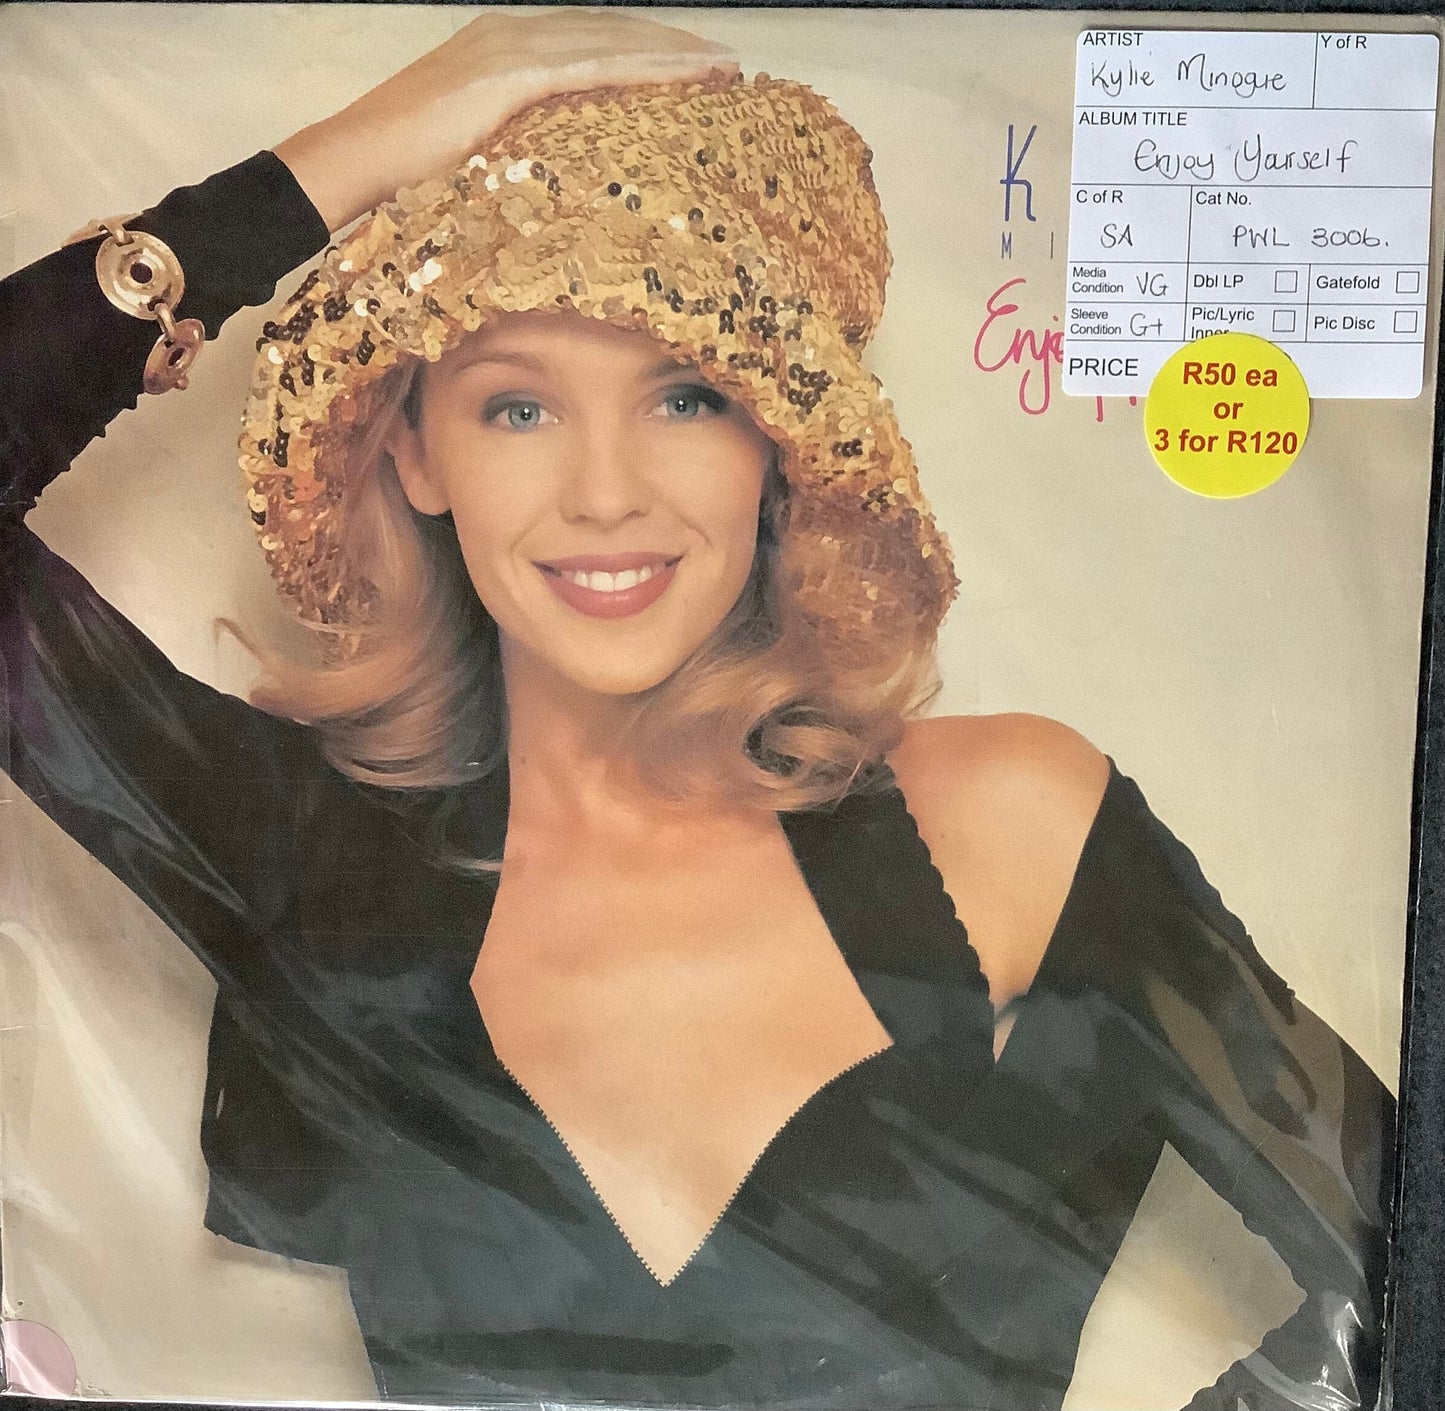 K
M I
Enjo
ARTIST Y of R
Kylie Minogue
ALBUM TITLE
Enjoy Yourself
C of R Cat No.
SA PWL 3006.
Media
Condition VG Dbl LP Gatefold
Sleeve
Condition G+ Pic/Lyric
Inner Pic Disc
PRICE
R50 ea
or
3 for R120